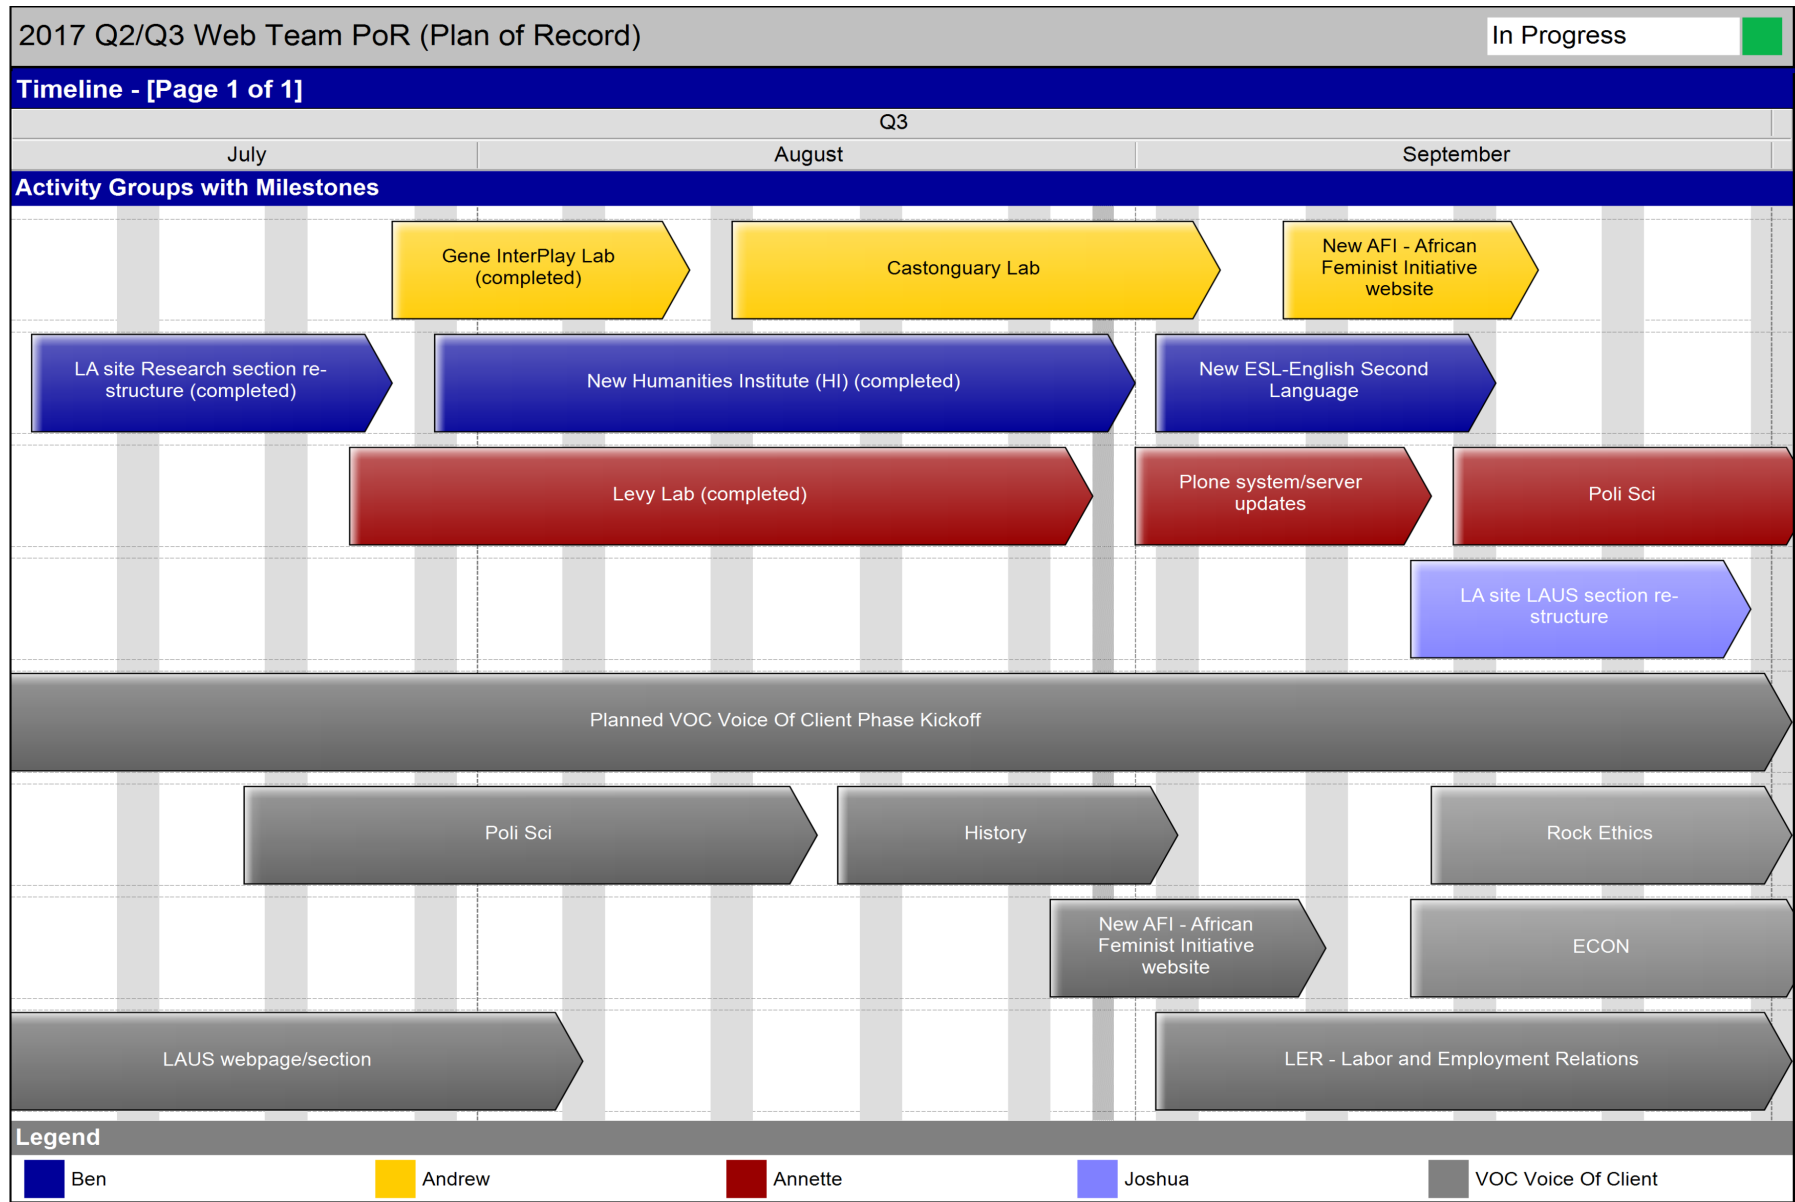 2017 Q2/Q3 Web Team PoR (Plan of Record)
In Progress
Timeline - [Page 1 of 1]
Q3
July
August
September
Activity Groups with Milestones
Gene InterPlay Lab
(completed)
Castonguary Lab
New AFI - African
Feminist Initiative
website
LA site Research section re-
structure (completed)
New Humanities Institute (HI) (completed)
New ESL-English Second
Language
Levy Lab (completed)
Plone system/server
updates
Poli Sci
LA site LAUS section re-
structure
Planned VOC Voice Of Client Phase Kickoff
Poli Sci
History
Rock Ethics
New AFI - African
Feminist Initiative
website
ECON
LAUS webpage/section
LER - Labor and Employment Relations
Legend
Ben
Andrew
Annette
Joshua
VOC Voice Of Client